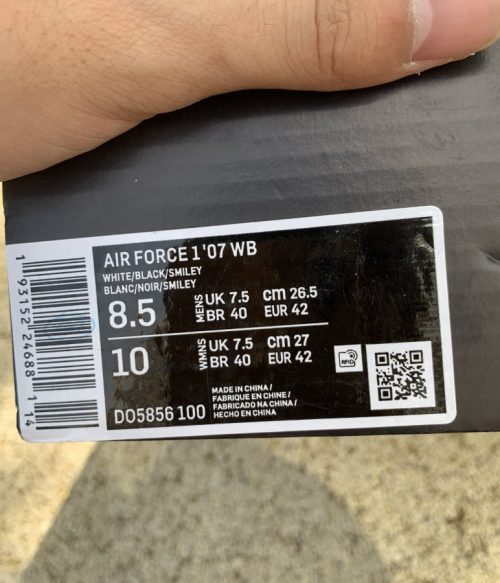 AIR FORCE 1 '07 WB
WHITE/BLACK/SMILEY
BLANC/NOIR/SMILEY
8.5 MENS UK 7.5 cm 26.5
BR 40 EUR 42
10 WMNS UK 7.5 cm 27
BR 40 EUR 42
RFID
DO5856 100
MADE IN CHINA /
FABRIQUE EN CHINE /
FABRICADO NA CHINA /
HECHO EN CHINA
1 93152 24688 1 14